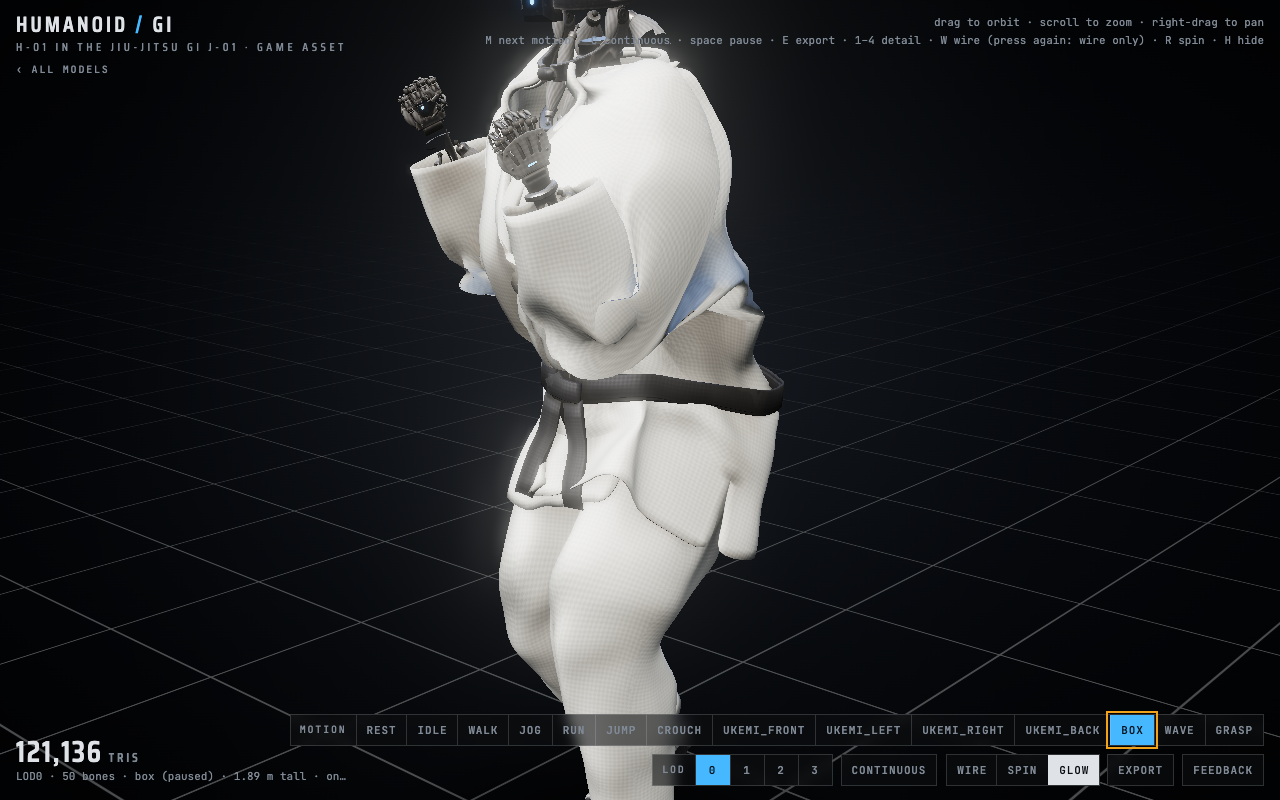 HUMANOID / GI
H-01 IN THE JIU-JITSU GI J-01 · GAME ASSET
‹ ALL MODELS
drag to orbit · scroll to zoom · right-drag to pan
M next motion · C continuous · space pause · E export · 1–4 detail · W wire (press again: wire only) · R spin · H hide
MOTION REST IDLE WALK JOG RUN JUMP CROUCH UKEMI_FRONT UKEMI_LEFT UKEMI_RIGHT UKEMI_BACK BOX WAVE GRASP
121,136 TRIS
LOD0 · 50 bones · box (paused) · 1.89 m tall · on…
LOD 0 1 2 3 CONTINUOUS WIRE SPIN GLOW EXPORT FEEDBACK